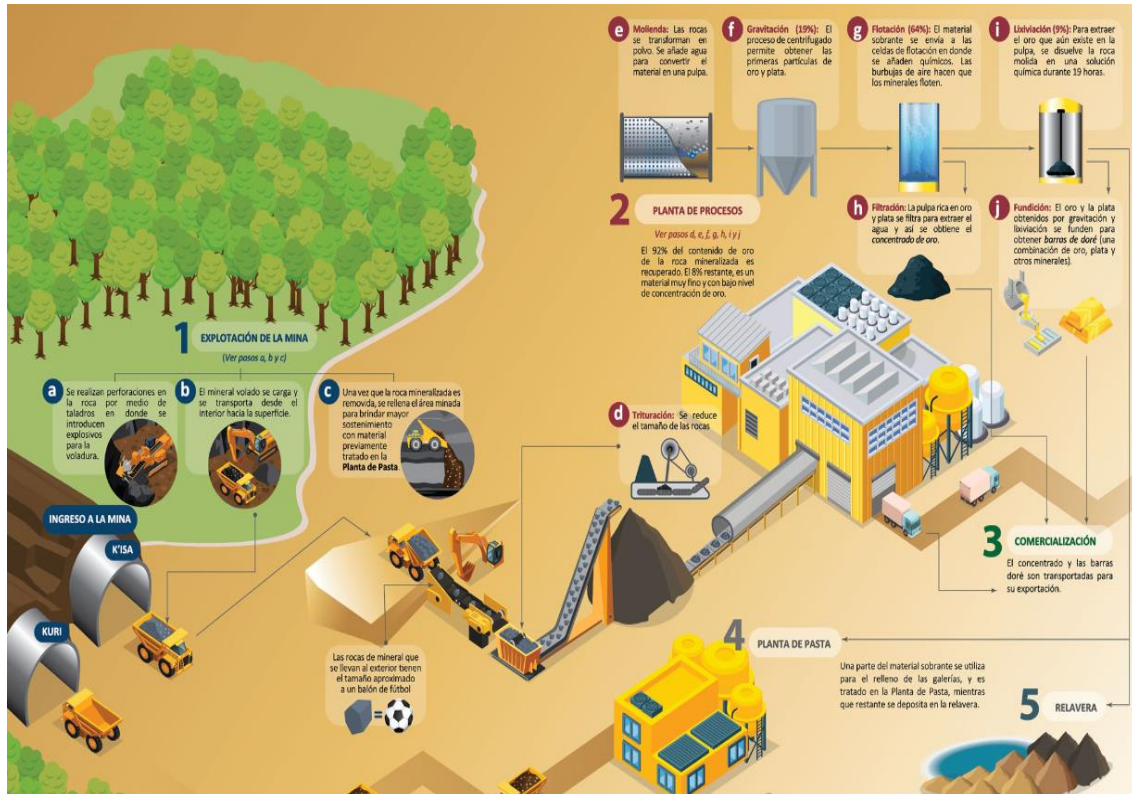 e
Molienda: Las rocas
se transforman en
polvo. Se añade agua
para convertir el
material en una pulpa.
f
Gravitación (19%): El
proceso de centrifugado
permite obtener las
primeras partículas de
oro y plata.
g
Flotación (64%): El material
sobrante se envía a las
celdas de flotación en donde
se añaden químicos. Las
burbujas de aire hacen que
los minerales floten.
i
Lixiviación (9%): Para extraer
el oro que aún existe en la
pulpa, se disuelve la roca
molida en una solución
química durante 19 horas.
2
PLANTA DE PROCESOS
Ver pasos d, e, f, g, h, i y j
El 92% del contenido de oro
de la roca mineralizada es
recuperado. El 8% restante, es un
material muy fino y con bajo nivel
de concentración de oro.
h
Filtración: La pulpa rica en oro
y plata se filtra para extraer el
agua y así se obtiene el
concentrado de oro.
j
Fundición: El oro y la plata
obtenidos por gravitación y
lixiviación se funden para
obtener barras de doré (una
combinación de oro, plata y
otros minerales).
1
EXPLOTACIÓN DE LA MINA
(Ver pasos a, b y c)
a
Se realizan perforaciones en
la roca por medio de
taladros en donde se
introducen
explosivos
para la
voladura.
b
El mineral volado se carga y
se transporta desde el
interior hacia la superficie.
c
Una vez que la roca mineralizada es
removida, se rellena el área minada
para brindar mayor
sostenimiento
con material
previamente
tratado en la
Planta de Pasta.
d
Trituración: Se reduce
el tamaño de las rocas
INGRESO A LA MINA
K'ISA
KURI
Las rocas de mineral que
se llevan al exterior tienen
el tamaño aproximado
a un balón de fútbol
=
3
COMERCIALIZACIÓN
El concentrado y las barras
doré son transportadas para
su exportación.
4
PLANTA DE PASTA
Una parte del material sobrante se utiliza
para el relleno de las galerías, y es
tratado en la Planta de Pasta, mientras
que restante se deposita en la relavera.
5
RELAVERA